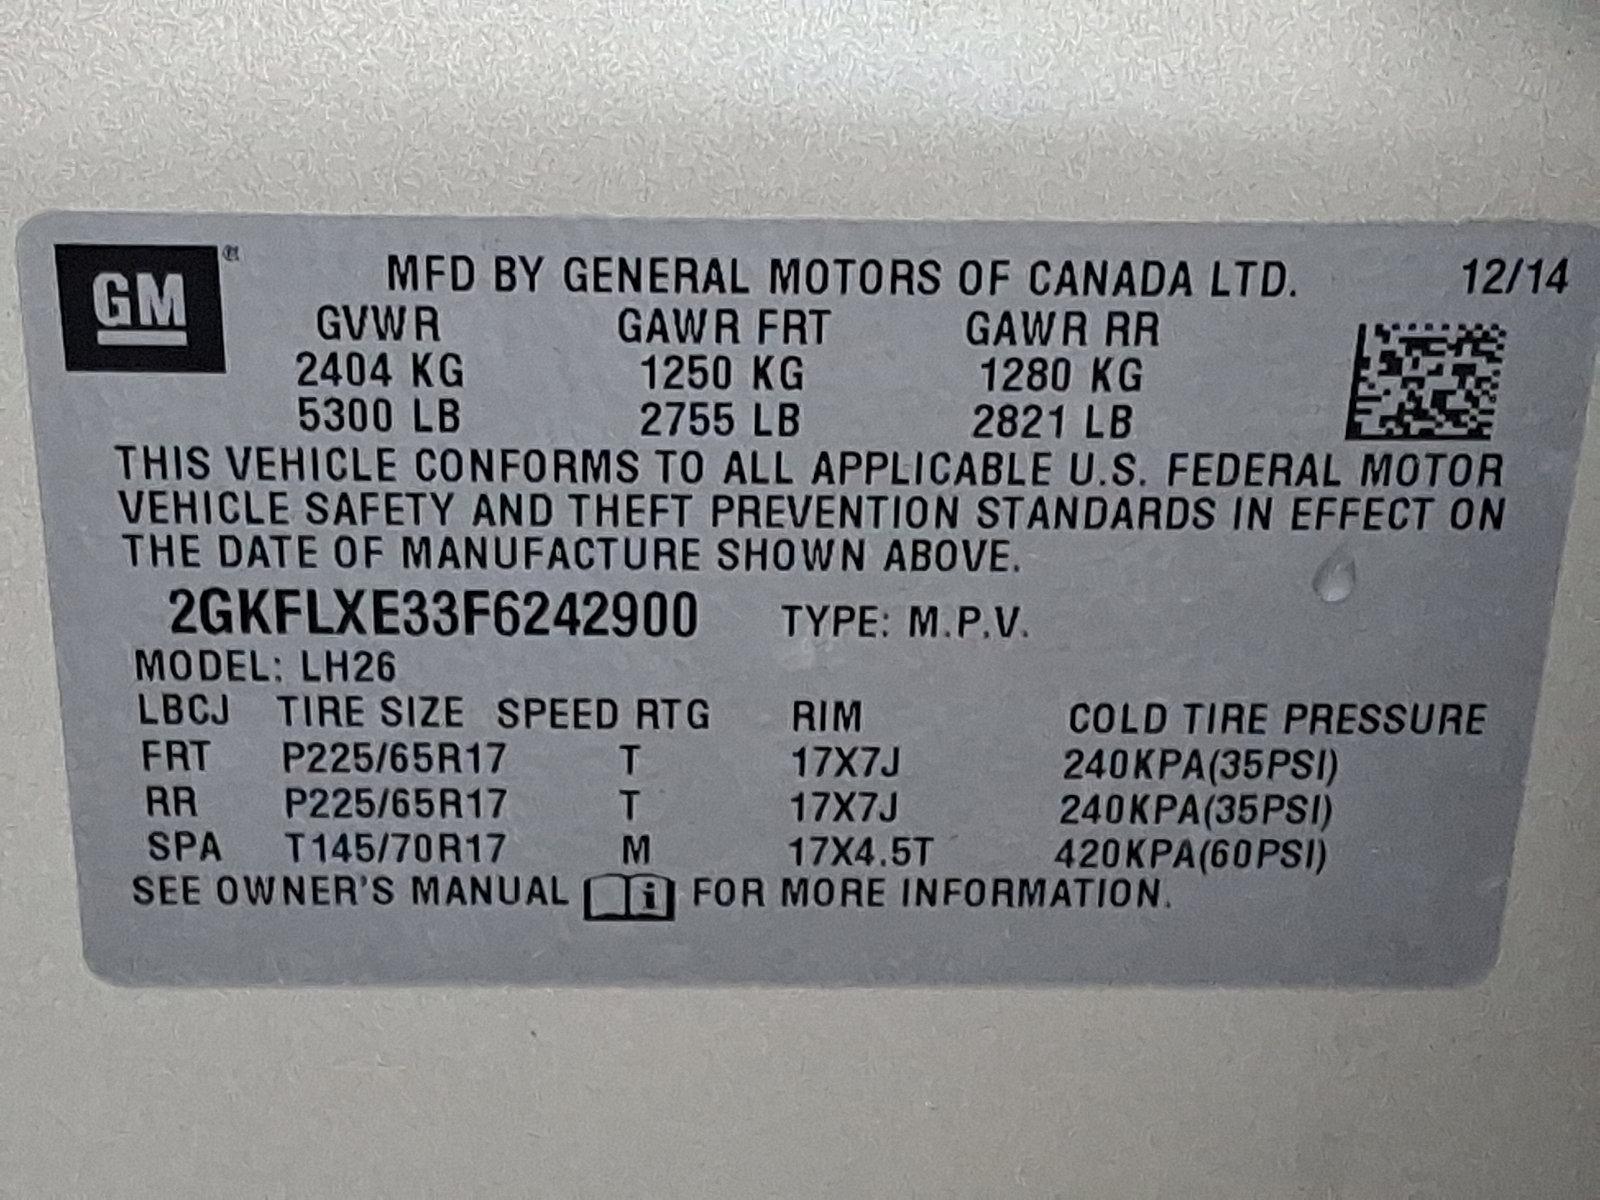 GM ®
MFD BY GENERAL MOTORS OF CANADA LTD. 12/14
GVWR GAWR FRT GAWR RR
2404 KG 1250 KG 1280 KG
5300 LB 2755 LB 2821 LB
THIS VEHICLE CONFORMS TO ALL APPLICABLE U.S. FEDERAL MOTOR
VEHICLE SAFETY AND THEFT PREVENTION STANDARDS IN EFFECT ON
THE DATE OF MANUFACTURE SHOWN ABOVE.
2GKFLXE33F6242900 TYPE: M.P.V.
MODEL: LH26
LBCJ TIRE SIZE SPEED RTG RIM COLD TIRE PRESSURE
FRT P225/65R17 T 17X7J 240KPA(35PSI)
RR P225/65R17 T 17X7J 240KPA(35PSI)
SPA T145/70R17 M 17X4.5T 420KPA(60PSI)
SEE OWNER'S MANUAL i FOR MORE INFORMATION.